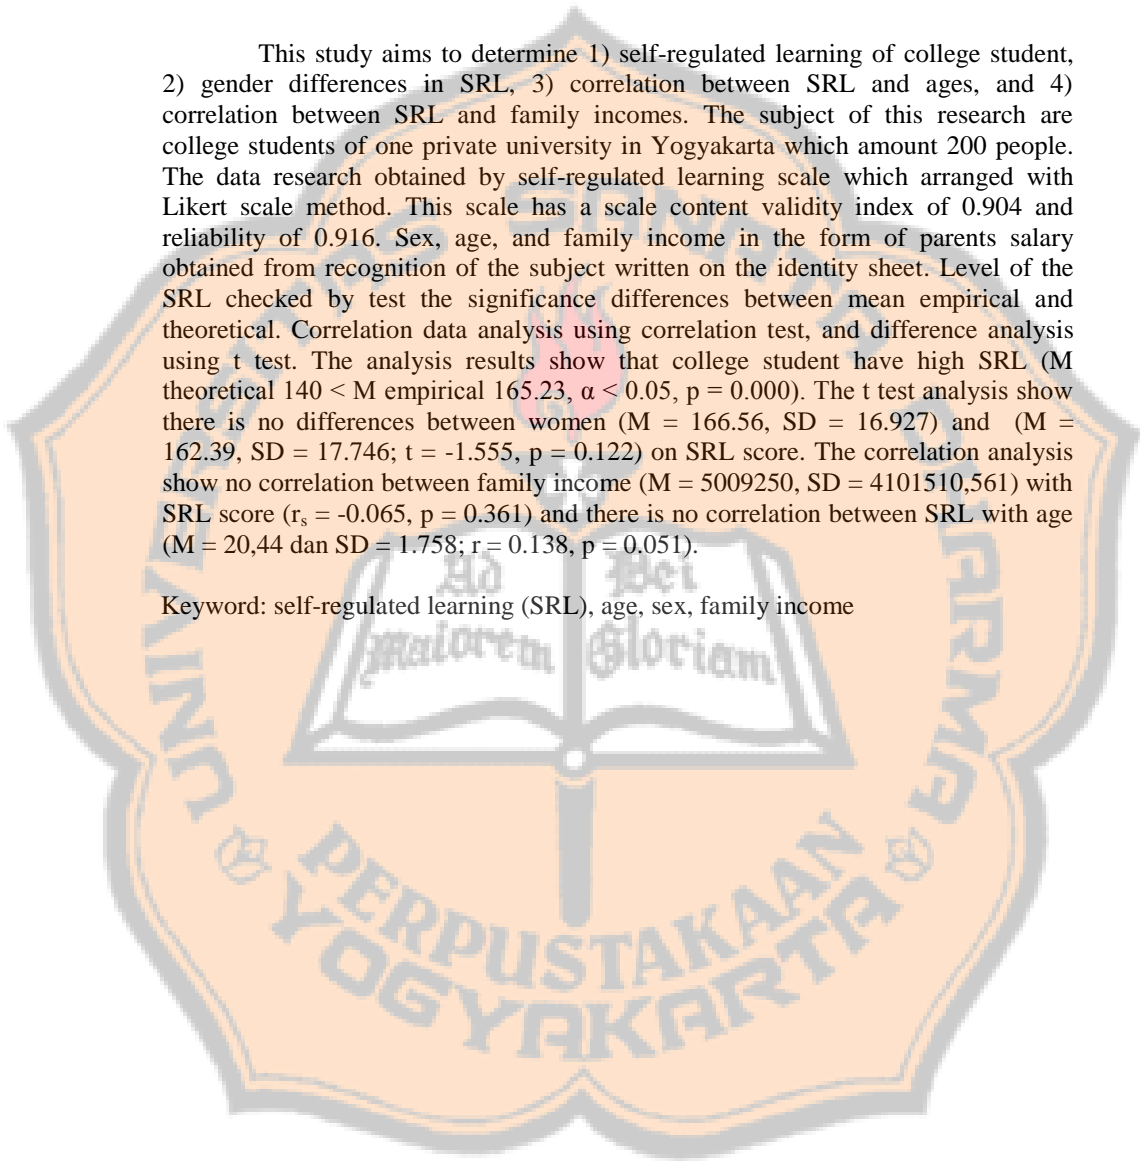 This study aims to determine 1) self-regulated learning of college student,
2) gender differences in SRL, 3) correlation between SRL and ages, and 4)
correlation between SRL and family incomes. The subject of this research are
college students of one private university in Yogyakarta which amount 200 people.
The data research obtained by self-regulated learning scale which arranged with
Likert scale method. This scale has a scale content validity index of 0.904 and
reliability of 0.916. Sex, age, and family income in the form of parents salary
obtained from recognition of the subject written on the identity sheet. Level of the
SRL checked by test the significance differences between mean empirical and
theoretical. Correlation data analysis using correlation test, and difference analysis
using t test. The analysis results show that college student have high SRL (M
theoretical 140 < M empirical 165.23, α < 0.05, p = 0.000). The t test analysis show
there is no differences between women (M = 166.56, SD = 16.927) and (M =
162.39, SD = 17.746; t = -1.555, p = 0.122) on SRL score. The correlation analysis
show no correlation between family income (M = 5009250, SD = 4101510,561) with
SRL score (rs = -0.065, p = 0.361) and there is no correlation between SRL with age
(M = 20,44 dan SD = 1.758; r = 0.138, p = 0.051).
Keyword: self-regulated learning (SRL), age, sex, family income
UNIVERSITAS SANATA DHARMA
Ad Dei
maiorem Gloriam
PERPUSTAKAAN
YOGYAKARTA